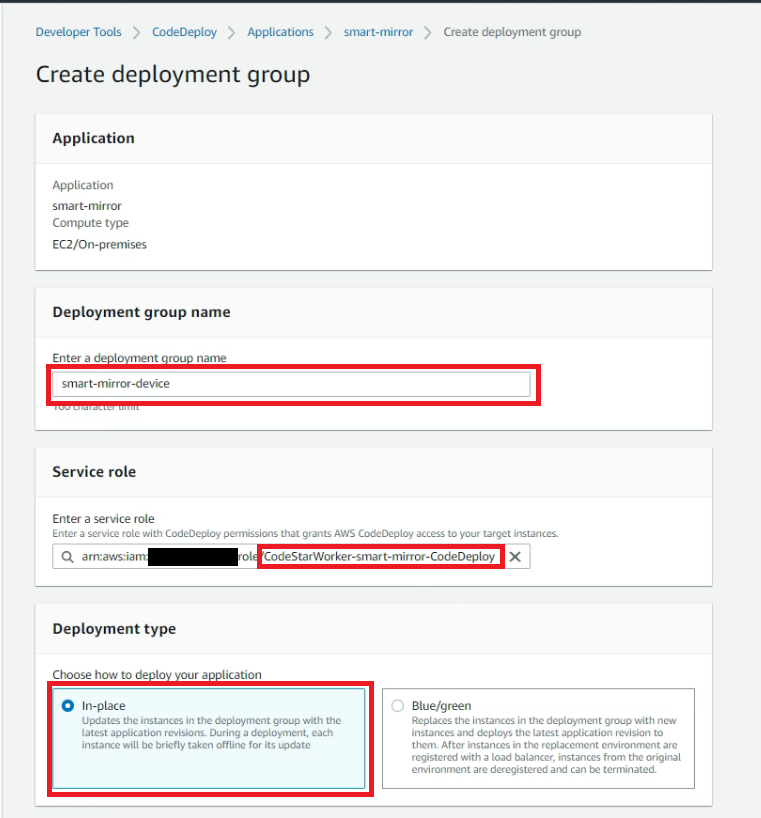 Developer Tools > CodeDeploy > Applications > smart-mirror > Create deployment group
Create deployment group
Application
Application
smart-mirror
Compute type
EC2/On-premises
Deployment group name
Enter a deployment group name
smart-mirror-device
100 character limit
Service role
Enter a service role
Enter a service role with CodeDeploy permissions that grants AWS CodeDeploy access to your target instances.
arn:aws:iam: role/CodeStarWorker-smart-mirror-CodeDeploy
Deployment type
Choose how to deploy your application
In-place
Updates the instances in the deployment group with the
latest application revisions. During a deployment, each
instance will be briefly taken offline for its update
Blue/green
Replaces the instances in the deployment group with new
instances and deploys the latest application revision to
them. After instances in the replacement environment are
registered with a load balancer, instances from the original
environment are deregistered and can be terminated.